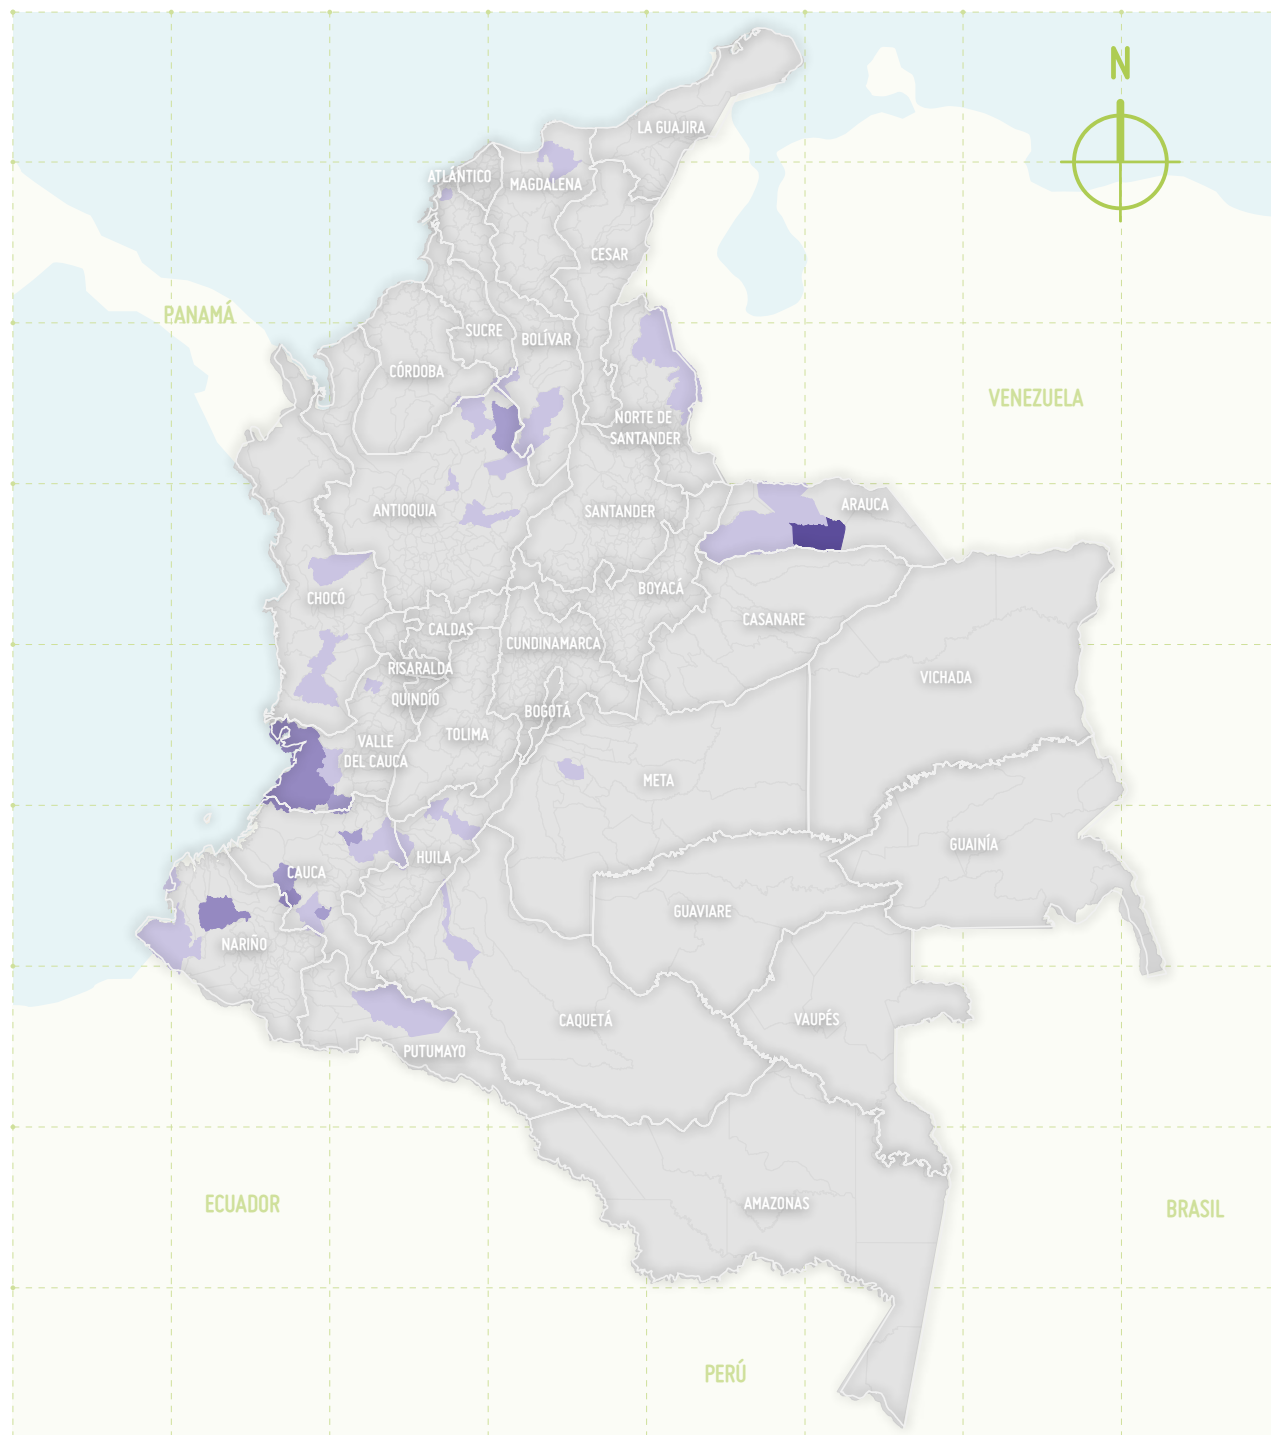 N
LA GUAJIRA
ATLÁNTICO
MAGDALENA
CESAR
PANAMÁ
SUCRE
BOLÍVAR
CÓRDOBA
VENEZUELA
NORTE DE
SANTANDER
ARAUCA
ANTIOQUIA
SANTANDER
BOYACÁ
CHOCÓ
CASANARE
CALDAS
CUNDINAMARCA
RISARALDA
VICHADA
QUINDÍO
BOGOTÁ
TOLIMA
VALLE
DEL CAUCA
META
GUAINÍA
HUILA
CAUCA
GUAVIARE
NARIÑO
CAQUETÁ
VAUPÉS
PUTUMAYO
ECUADOR
AMAZONAS
BRASIL
PERÚ